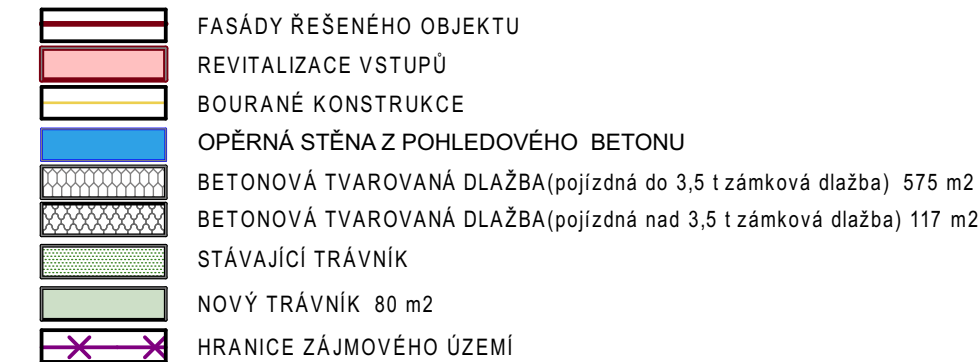 FASÁDY ŘEŠENÉHO OBJEKTU
REVITALIZACE VSTUPŮ
BOURANÉ KONSTRUKCE
OPĚRNÁ STĚNA Z POHLEDOVÉHO BETONU
BETONOVÁ TVAROVANÁ DLAŽBA(pojízdná do 3,5 t zámková dlažba) 575 m2
BETONOVÁ TVAROVANÁ DLAŽBA(pojízdná nad 3,5 t zámková dlažba) 117 m2
STÁVAJÍCÍ TRÁVNÍK
NOVÝ TRÁVNÍK 80 m2
HRANICE ZÁJMOVÉHO ÚZEMÍ